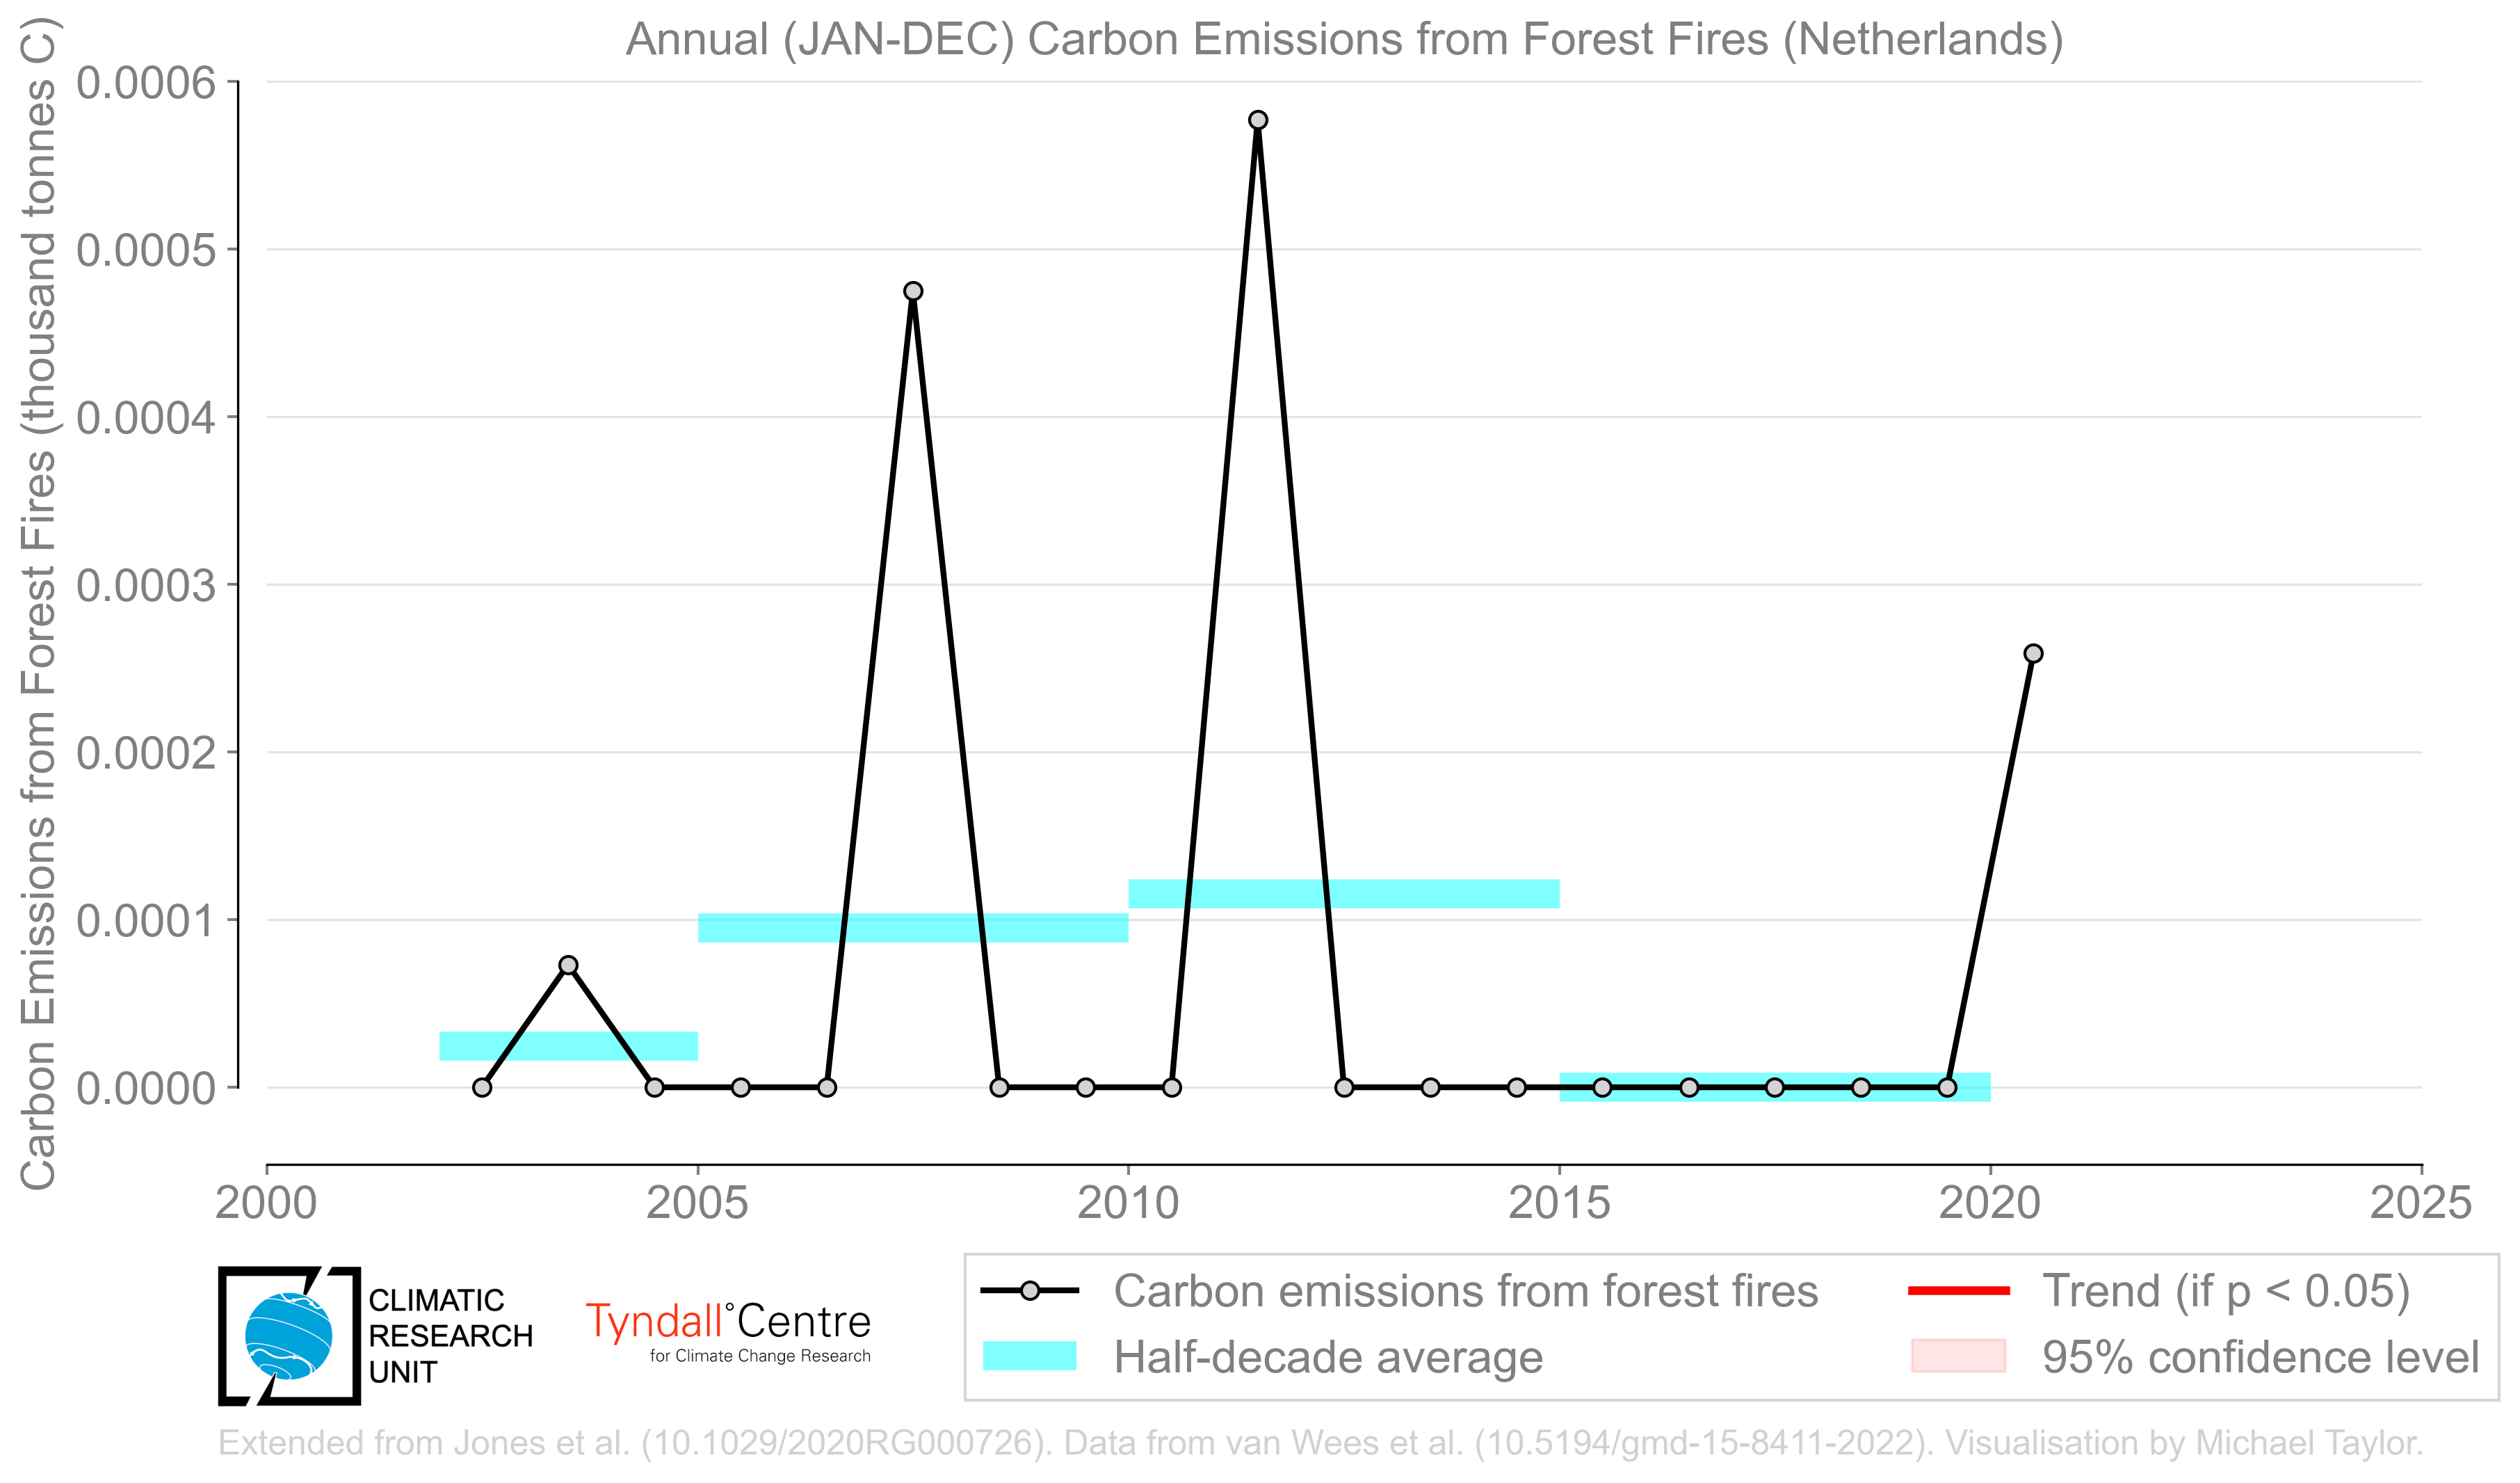 Annual (JAN-DEC) Carbon Emissions from Forest Fires (Netherlands)
Carbon Emissions from Forest Fires (thousand tonnes C)
0.0006
0.0005
0.0004
0.0003
0.0002
0.0001
0.0000
2000 2005 2010 2015 2020 2025
CLIMATIC
RESEARCH
UNIT
Tyndall°Centre
for Climate Change Research
Carbon emissions from forest fires
Half-decade average
Trend (if p < 0.05)
95% confidence level
Extended from Jones et al. (10.1029/2020RG000726). Data from van Wees et al. (10.5194/gmd-15-8411-2022). Visualisation by Michael Taylor.